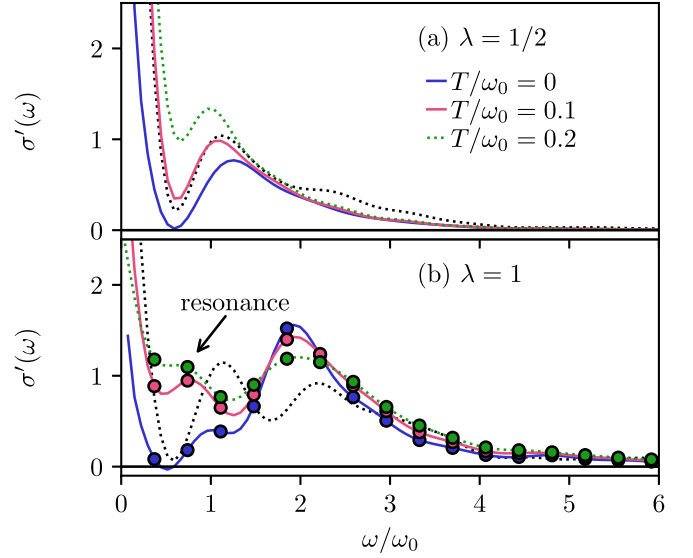 (a) λ = 1/2
T/ω₀ = 0
T/ω₀ = 0.1
T/ω₀ = 0.2
σ′(ω)
2
1
0
(b) λ = 1
resonance
σ′(ω)
2
1
0
0 1 2 3 4 5 6
ω/ω₀